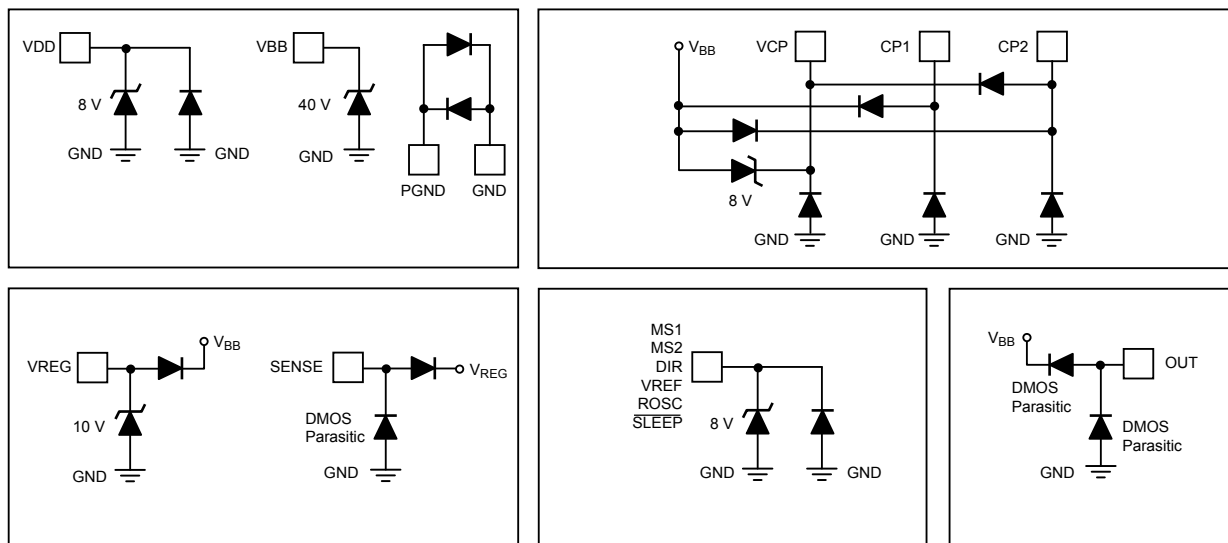 VDD
8 V
GND
GND
VBB
40 V
GND
PGND
GND
VBB
VCP
CP1
CP2
8 V
GND
GND
GND
VREG
VBB
10 V
GND
SENSE
VREG
DMOS
Parasitic
GND
MS1
MS2
DIR
VREF
ROSC
SLEEP
8 V
GND
GND
VBB
OUT
DMOS
Parasitic
DMOS
Parasitic
GND